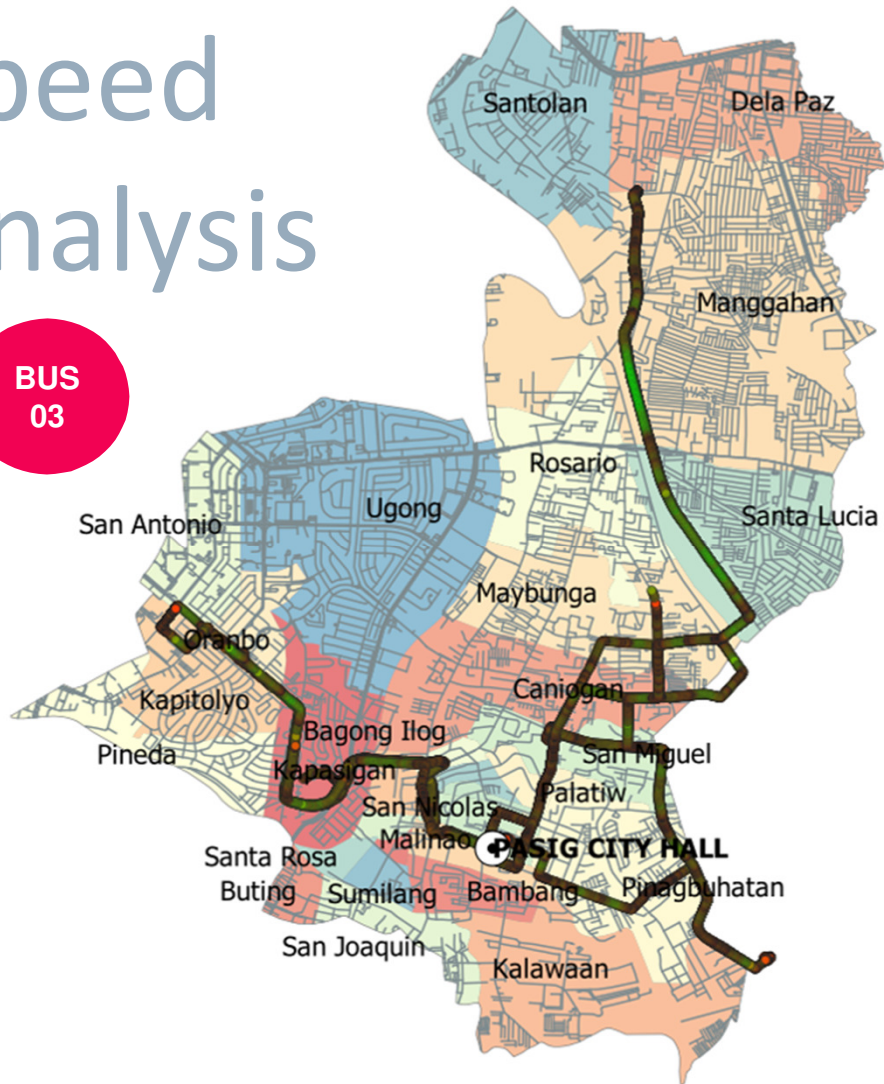 peed
nalysis
BUS
03
Santolan
Dela Paz
Manggahan
Rosario
Ugong
San Antonio
Santa Lucia
Maybunga
Oranbo
Caniogan
Kapitolyo
Bagong Ilog
Pineda
San Miguel
Kapasigan
Palatiw
San Nicolas
Malinao
PASIG CITY HALL
Santa Rosa
Buting
Sumilang
Bambang
Pinagbuhatan
San Joaquin
Kalawaan